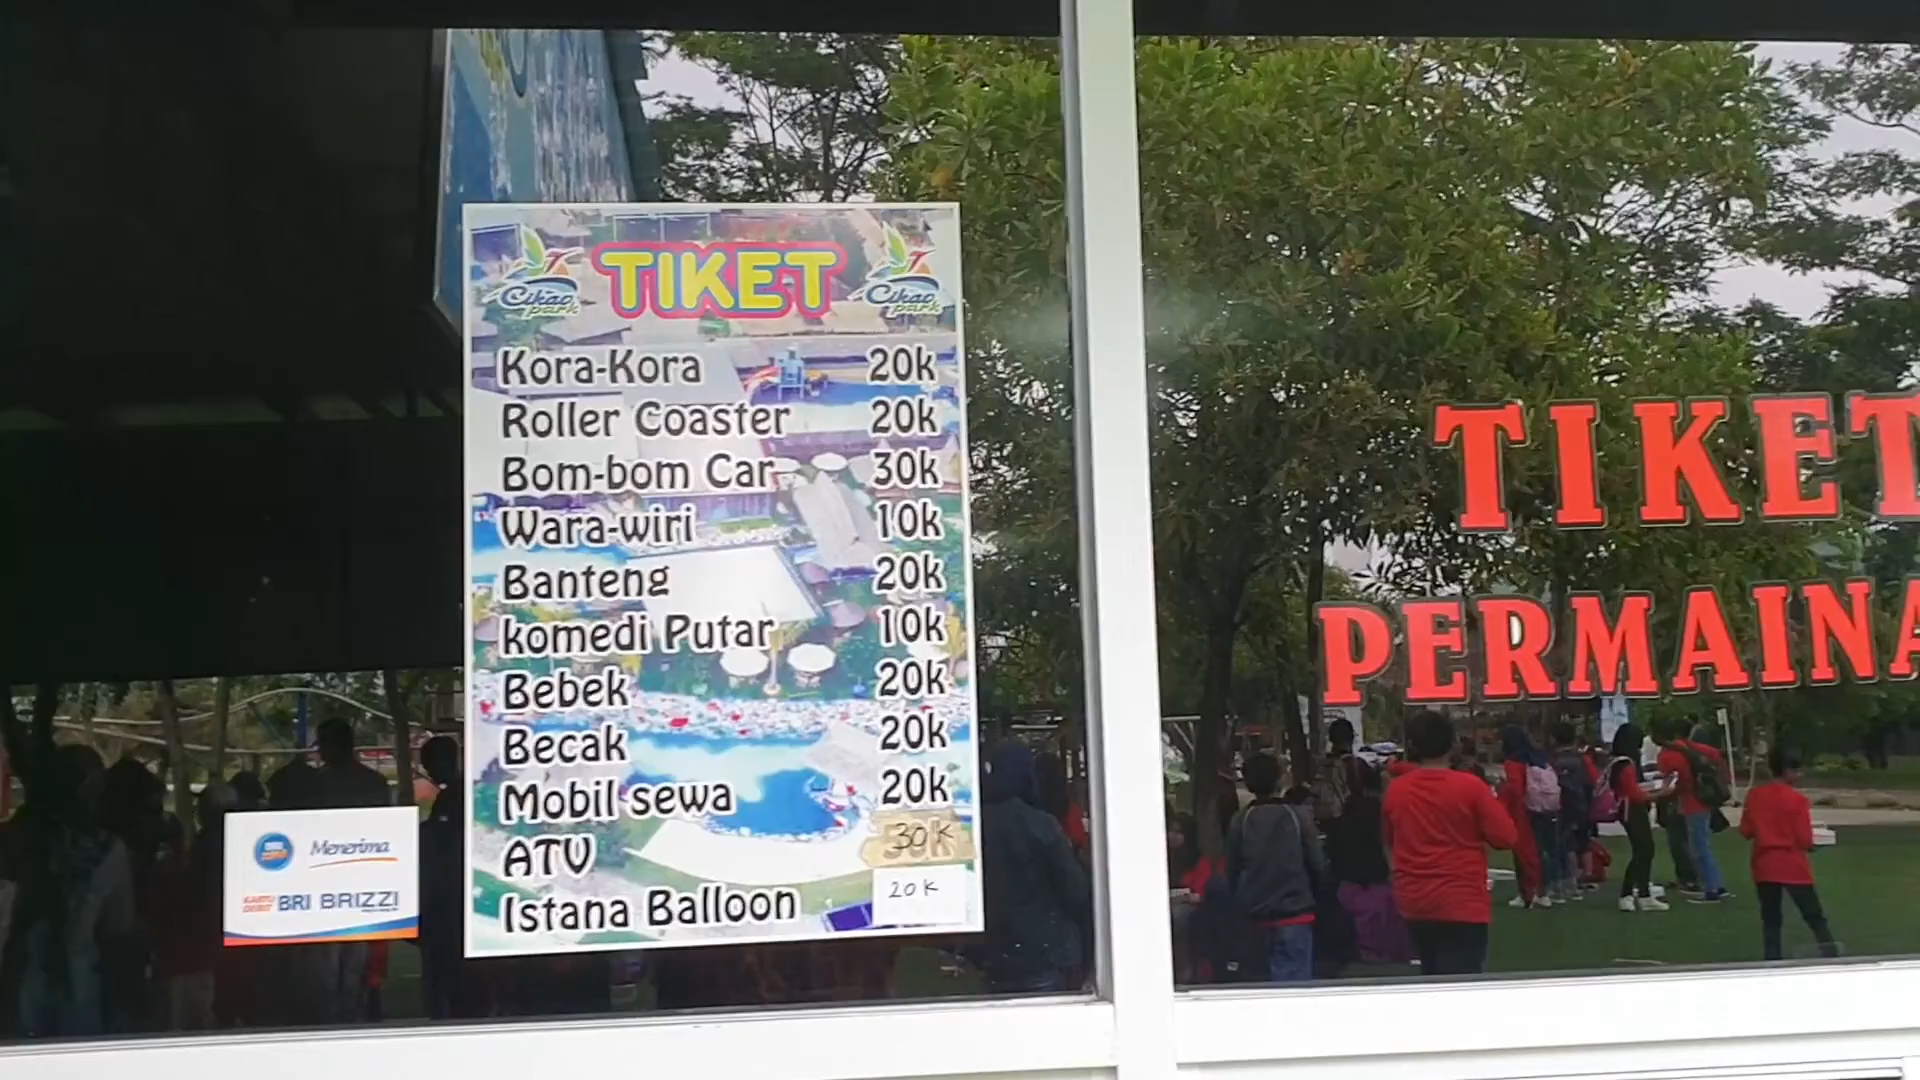 TIKET
Cikao park
Cikao park
Kora-Kora 20k
Roller Coaster 20k
Bom-bom Car 30k
Wara-wiri 10k
Banteng 20k
komedi Putar 10k
Bebek 20k
Becak 20k
Mobil sewa 20k
ATV 30K
Istana Balloon 20K
Menerima
KARTU DEBIT BRI BRIZZI
TIKET
PERMAINA